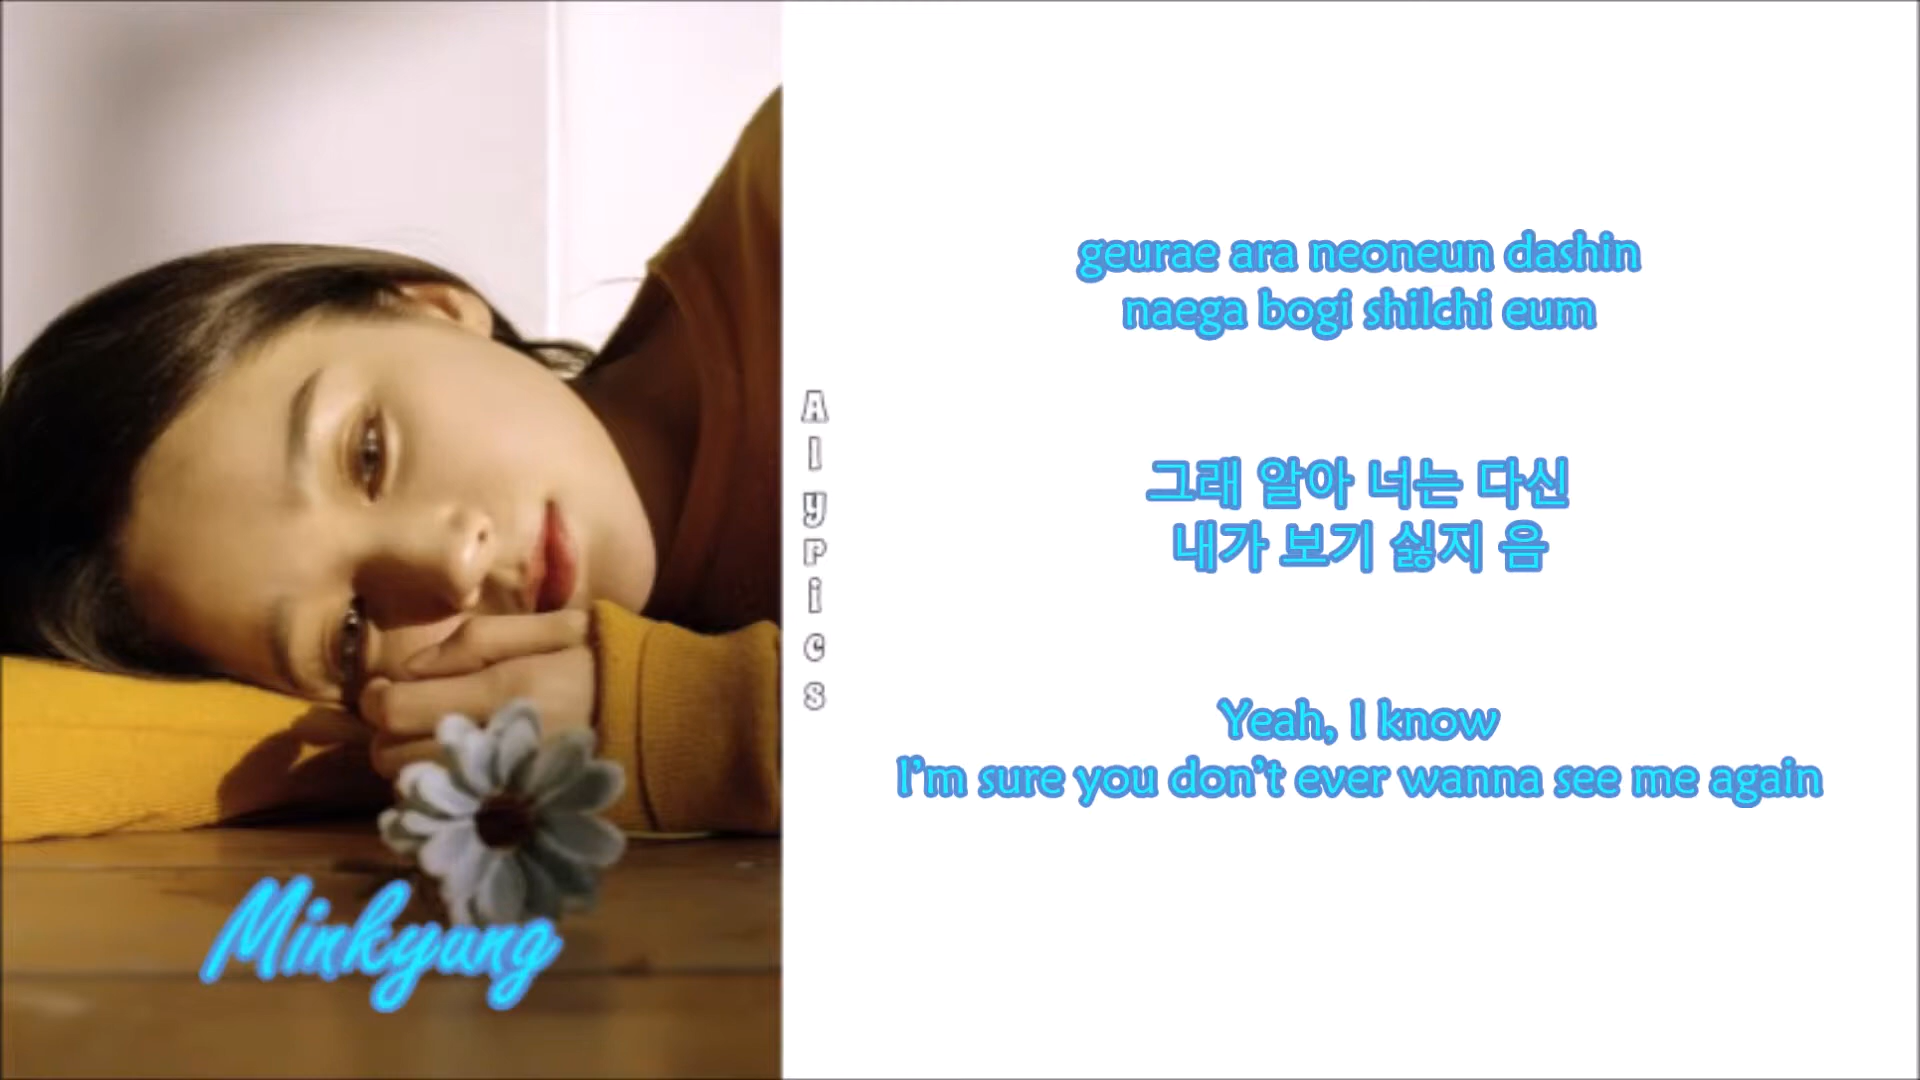 geurae ara neoneun dashin
naega bogi shilchi eum
그래 알아 너는 다신
내가 보기 싫지 음
Yeah, I know
I'm sure you don't ever wanna see me again
Alyrics
Minkyung